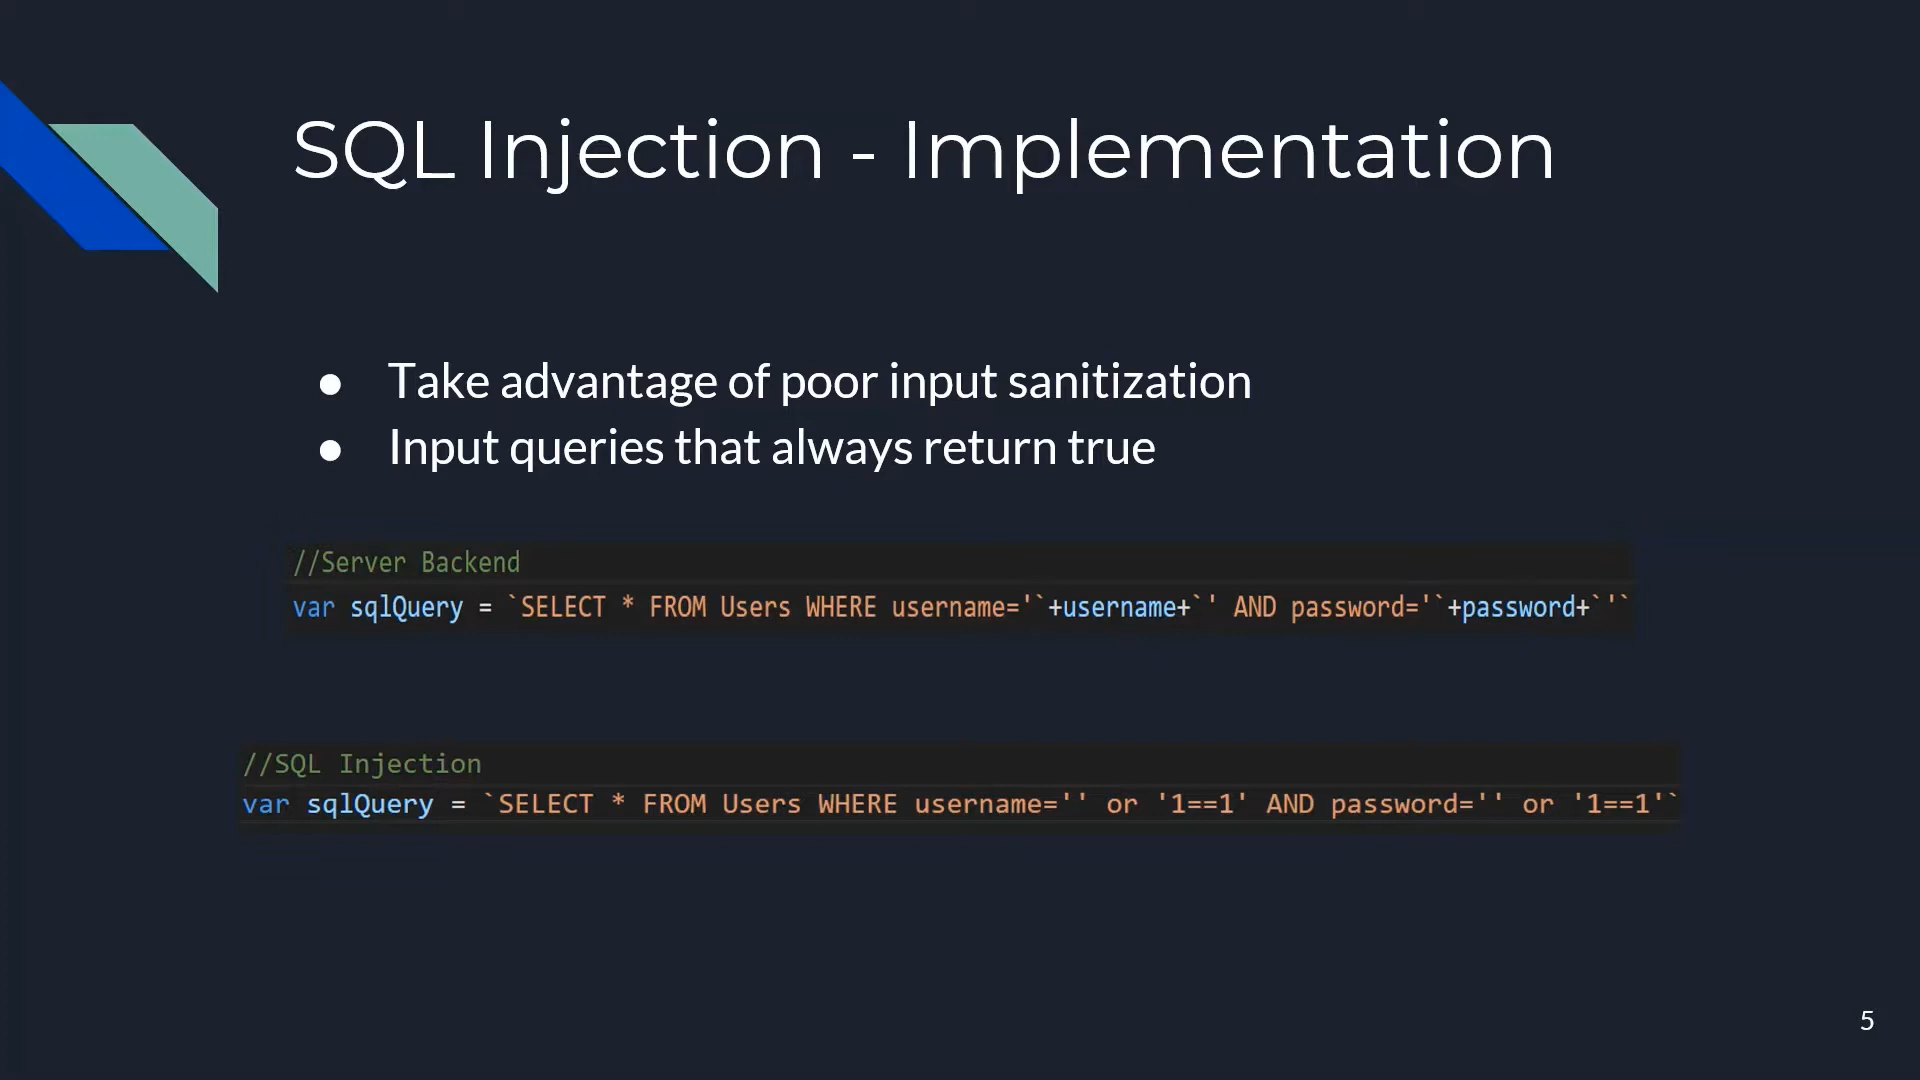 SQL Injection - Implementation
● Take advantage of poor input sanitization
● Input queries that always return true
//Server Backend
var sqlQuery = `SELECT * FROM Users WHERE username='`+username+`' AND password='`+password+`'`
//SQL Injection
var sqlQuery = `SELECT * FROM Users WHERE username='' or '1==1' AND password='' or '1==1'`
5